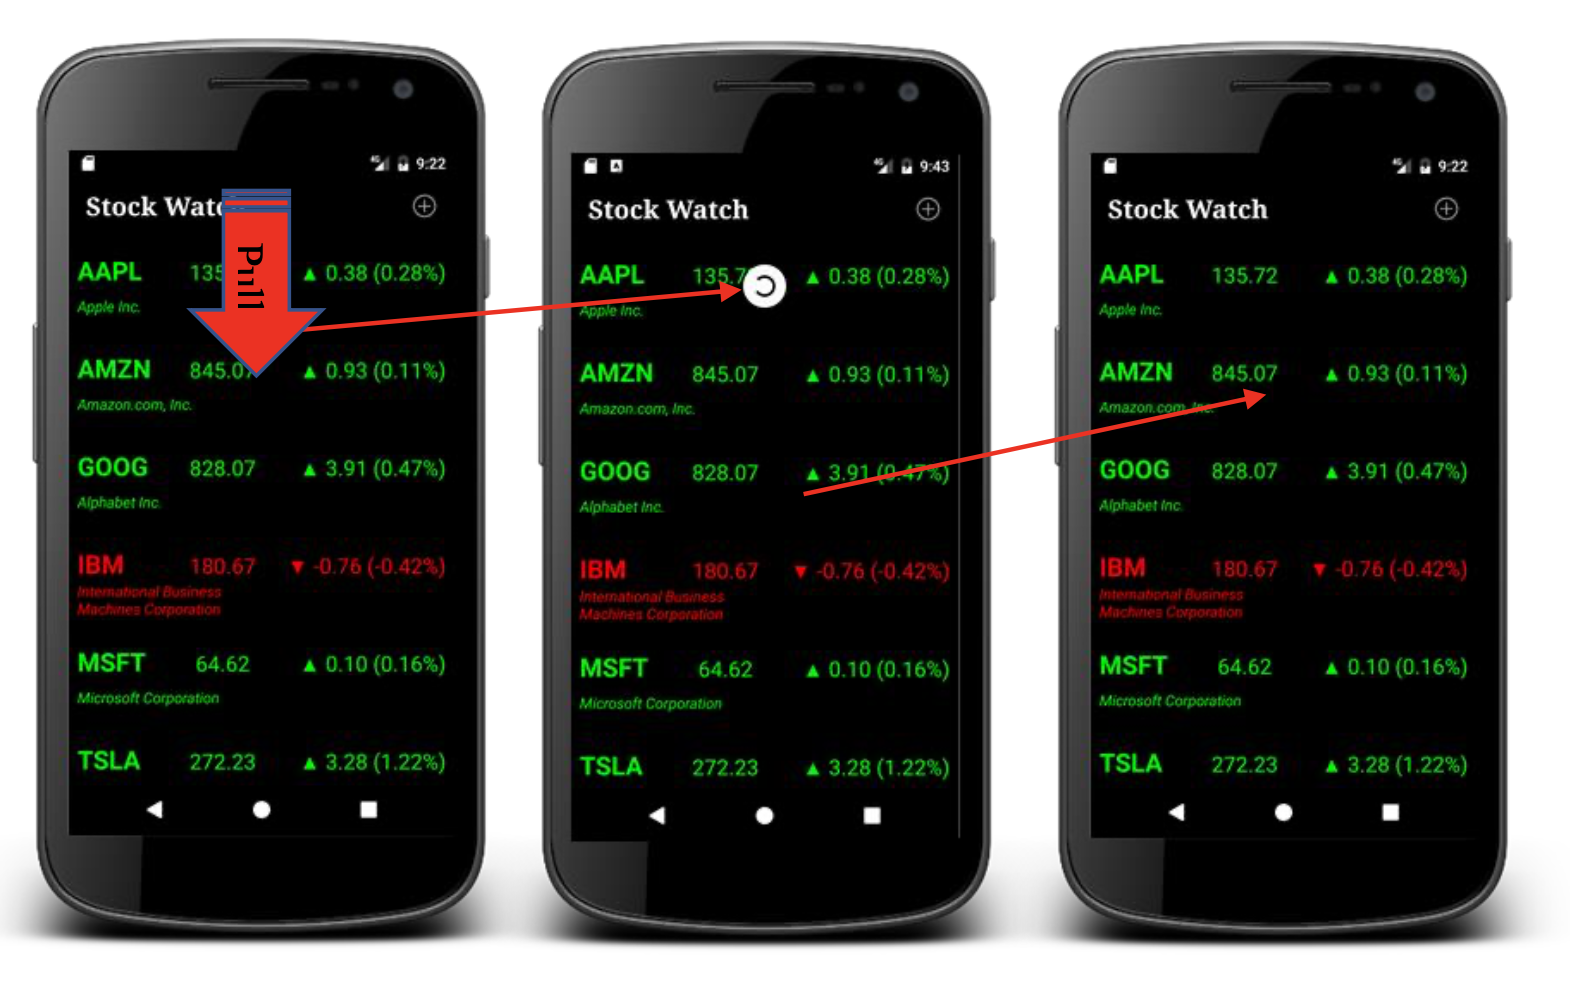 4G 9:22
Stock Watc
Pull
AAPL 135 ▲ 0.38 (0.28%)
Apple Inc.
AMZN 845.07 ▲ 0.93 (0.11%)
Amazon.com, Inc.
GOOG 828.07 ▲ 3.91 (0.47%)
Alphabet Inc.
IBM 180.67 ▼ -0.76 (-0.42%)
International Business
Machines Corporation
MSFT 64.62 ▲ 0.10 (0.16%)
Microsoft Corporation
TSLA 272.23 ▲ 3.28 (1.22%)
A 4G 9:43
Stock Watch
AAPL 135.7 ▲ 0.38 (0.28%)
Apple Inc.
AMZN 845.07 ▲ 0.93 (0.11%)
Amazon.com, Inc.
GOOG 828.07 ▲ 3.91 (0.47%)
Alphabet Inc.
IBM 180.67 ▼ -0.76 (-0.42%)
International Business
Machines Corporation
MSFT 64.62 ▲ 0.10 (0.16%)
Microsoft Corporation
TSLA 272.23 ▲ 3.28 (1.22%)
4G 9:22
Stock Watch
AAPL 135.72 ▲ 0.38 (0.28%)
Apple Inc.
AMZN 845.07 ▲ 0.93 (0.11%)
Amazon.com, Inc.
GOOG 828.07 ▲ 3.91 (0.47%)
Alphabet Inc.
IBM 180.67 ▼ -0.76 (-0.42%)
International Business
Machines Corporation
MSFT 64.62 ▲ 0.10 (0.16%)
Microsoft Corporation
TSLA 272.23 ▲ 3.28 (1.22%)